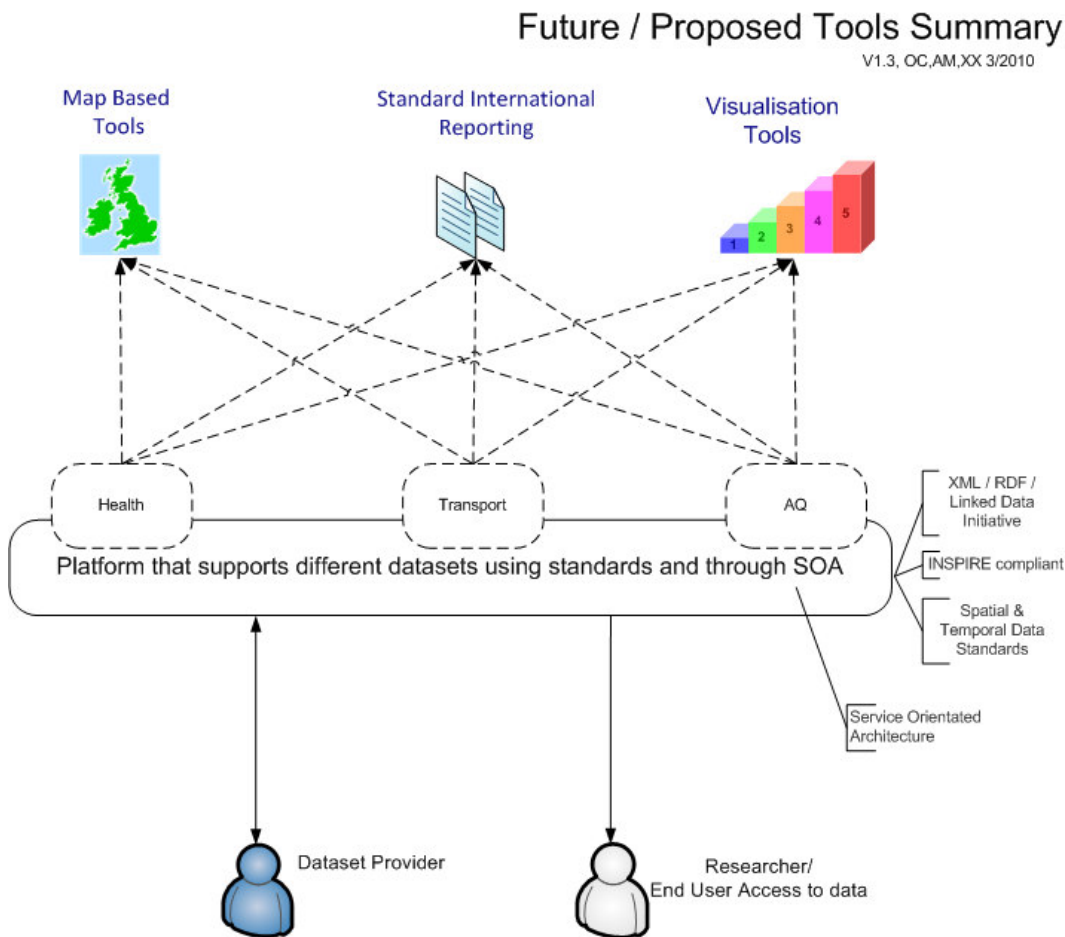 Future / Proposed Tools Summary
V1.3, OC,AM,XX 3/2010
Map Based
Tools
Standard International
Reporting
Visualisation
Tools
1
2
3
4
5
Health
Transport
AQ
Platform that supports different datasets using standards and through SOA
XML / RDF /
Linked Data
Initiative
INSPIRE compliant
Spatial &
Temporal Data
Standards
Service Orientated
Architecture
Dataset Provider
Researcher/
End User Access to data